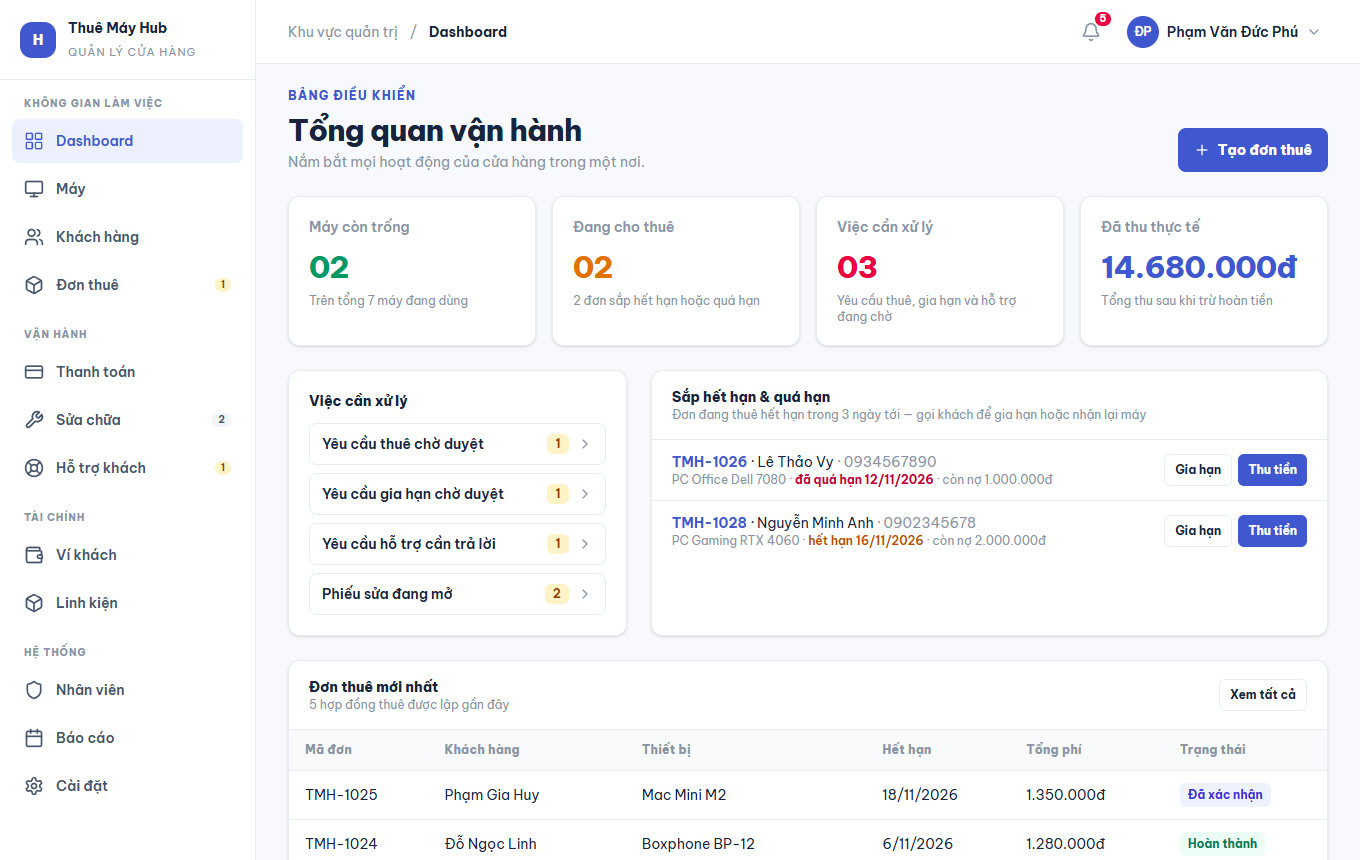 H
Thuê Máy Hub
QUẢN LÝ CỬA HÀNG
KHÔNG GIAN LÀM VIỆC
Dashboard
Máy
Khách hàng
Đơn thuê 1
VẬN HÀNH
Thanh toán
Sửa chữa 2
Hỗ trợ khách 1
TÀI CHÍNH
Ví khách
Linh kiện
HỆ THỐNG
Nhân viên
Báo cáo
Cài đặt
Khu vực quản trị / Dashboard
5
ĐP Phạm Văn Đức Phú
BẢNG ĐIỀU KHIỂN
Tổng quan vận hành
Nắm bắt mọi hoạt động của cửa hàng trong một nơi.
+ Tạo đơn thuê
Máy còn trống
02
Trên tổng 7 máy đang dùng
Đang cho thuê
02
2 đơn sắp hết hạn hoặc quá hạn
Việc cần xử lý
03
Yêu cầu thuê, gia hạn và hỗ trợ
đang chờ
Đã thu thực tế
14.680.000đ
Tổng thu sau khi trừ hoàn tiền
Việc cần xử lý
Yêu cầu thuê chờ duyệt 1
Yêu cầu gia hạn chờ duyệt 1
Yêu cầu hỗ trợ cần trả lời 1
Phiếu sửa đang mở 2
Sắp hết hạn & quá hạn
Đơn đang thuê hết hạn trong 3 ngày tới — gọi khách để gia hạn hoặc nhận lại máy
TMH-1026 · Lê Thảo Vy · 0934567890
PC Office Dell 7080 · đã quá hạn 12/11/2026 · còn nợ 1.000.000đ
Gia hạn Thu tiền
TMH-1028 · Nguyễn Minh Anh · 0902345678
PC Gaming RTX 4060 · hết hạn 16/11/2026 · còn nợ 2.000.000đ
Gia hạn Thu tiền
Đơn thuê mới nhất
5 hợp đồng thuê được lập gần đây
Xem tất cả
Mã đơn Khách hàng Thiết bị Hết hạn Tổng phí Trạng thái
TMH-1025 Phạm Gia Huy Mac Mini M2 18/11/2026 1.350.000đ Đã xác nhận
TMH-1024 Đỗ Ngọc Linh Boxphone BP-12 6/11/2026 1.280.000đ Hoàn thành